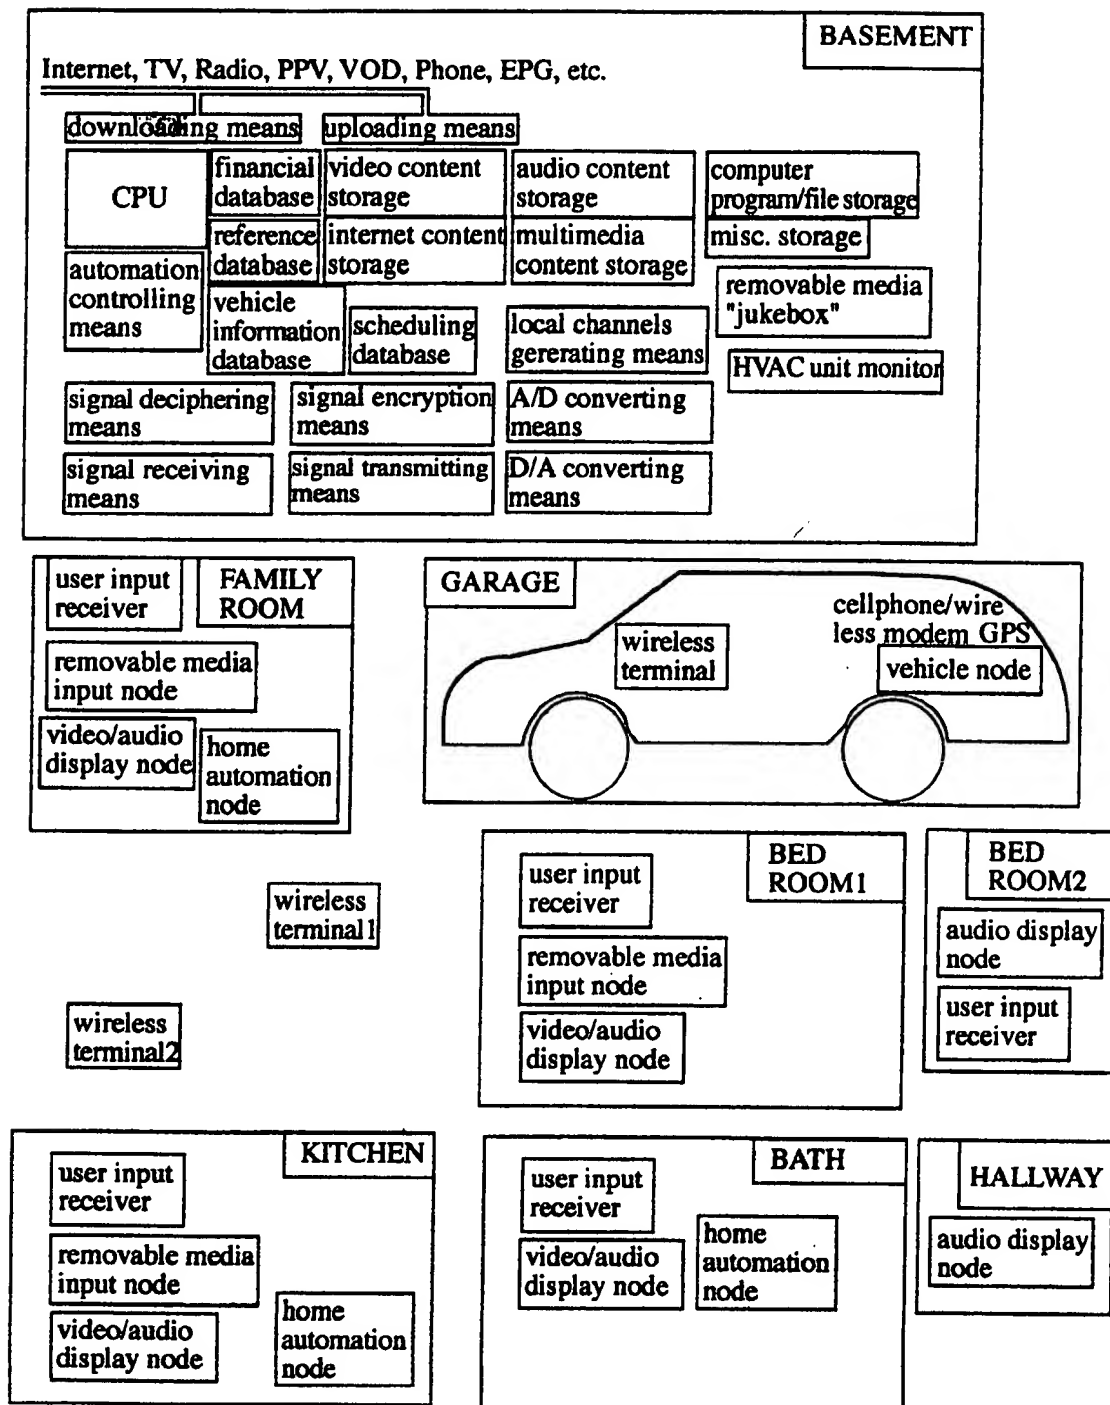 BASEMENT
Internet, TV, Radio, PPV, VOD, Phone, EPG, etc.
downloading means
uploading means
CPU
financial
database
video content
storage
audio content
storage
computer
program/file storage
reference
database
internet content
storage
multimedia
content storage
misc. storage
automation
controlling
means
vehicle
information
database
scheduling
database
local channels
gererating means
removable media
"jukebox"
HVAC unit monitor
signal deciphering
means
signal encryption
means
A/D converting
means
signal receiving
means
signal transmitting
means
D/A converting
means
user input
receiver
FAMILY
ROOM
removable media
input node
video/audio
display node
home
automation
node
GARAGE
wireless
terminal
cellphone/wire
less modem GPS
vehicle node
wireless
terminal1
wireless
terminal2
BED
ROOM1
user input
receiver
removable media
input node
video/audio
display node
BED
ROOM2
audio display
node
user input
receiver
KITCHEN
user input
receiver
removable media
input node
video/audio
display node
home
automation
node
BATH
user input
receiver
video/audio
display node
home
automation
node
HALLWAY
audio display
node